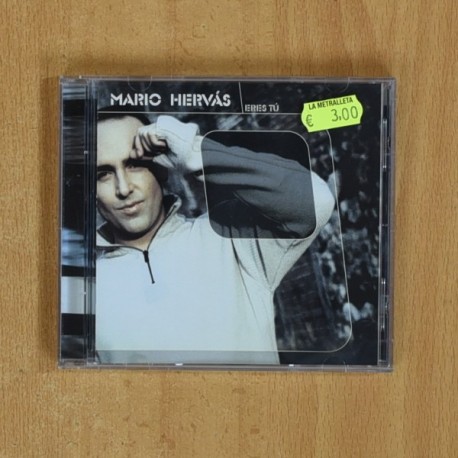 MARIO HERVÁS
ERES TÚ
LA METRALLETA
€ 3,00